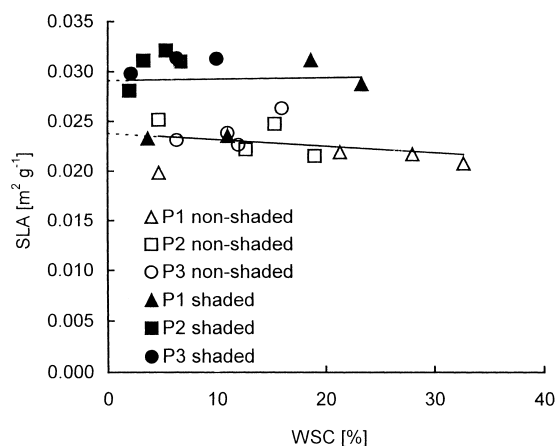 0.035
0.030
0.025
0.020
0.015
0.010
0.005
0.000
SLA [m² g⁻¹]
P1 non-shaded
P2 non-shaded
P3 non-shaded
P1 shaded
P2 shaded
P3 shaded
0 10 20 30 40
WSC [%]